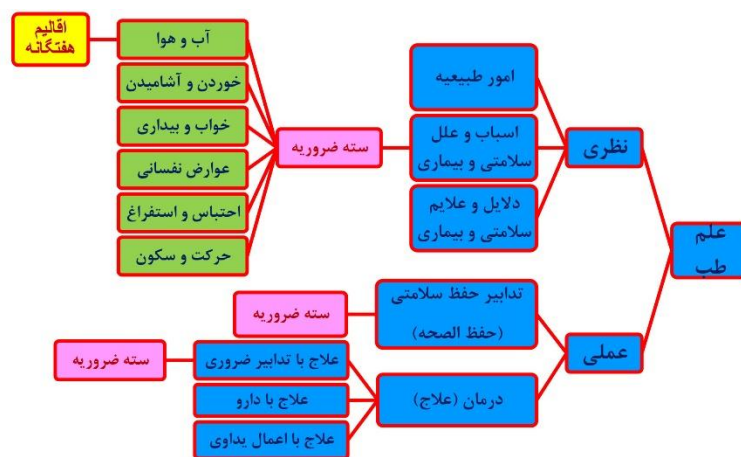 علم
طب
نظری
امور طبیعیه
اسباب و علل
سلامتی و بیماری
دلایل و علایم
سلامتی و بیماری
سته ضروریه
آب و هوا
خوردن و آشامیدن
خواب و بیداری
عوارض نفسانی
احتباس و استفراغ
حرکت و سکون
اقالیم
هفتگانه
عملی
تدابیر حفظ سلامتی
(حفظ الصحه)
سته ضروریه
درمان (علاج)
علاج با تدابیر ضروری
علاج با دارو
علاج با اعمال یداوی
سته ضروریه